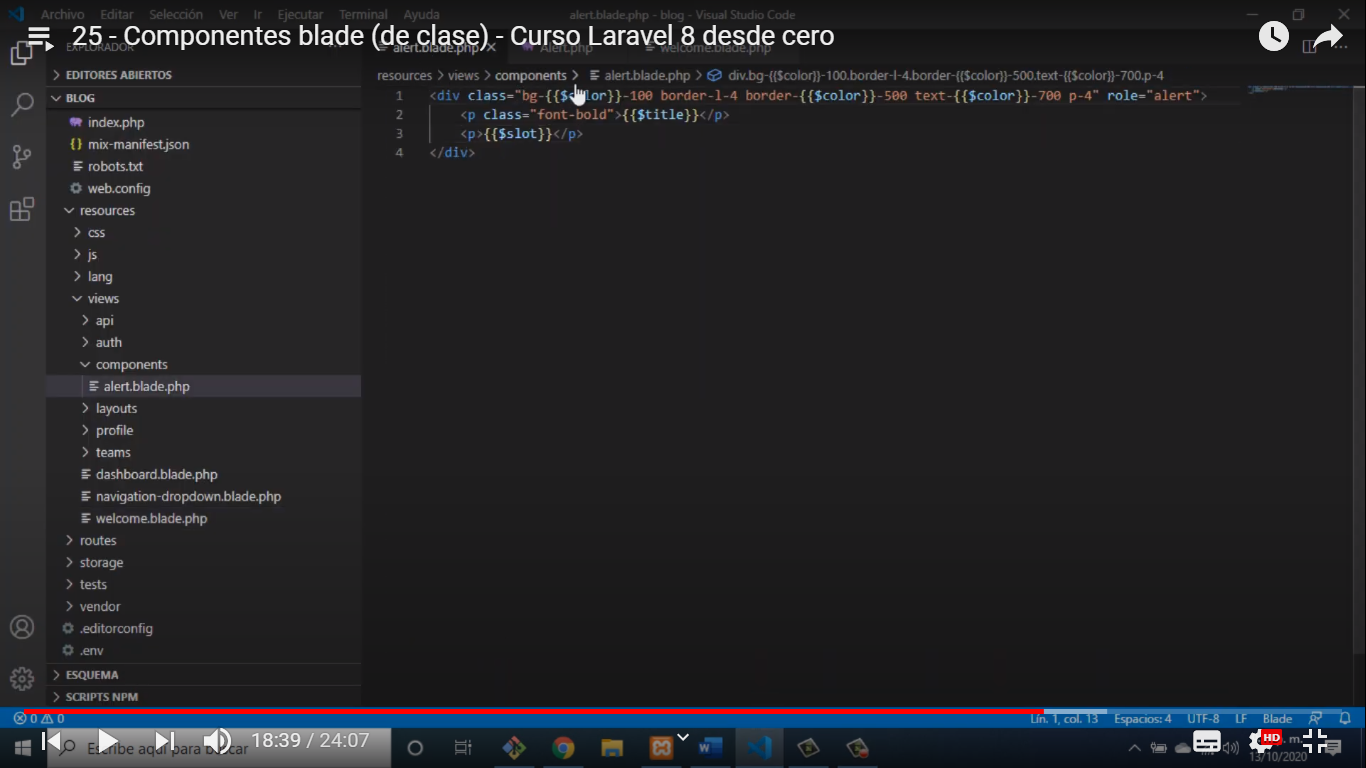 Archivo Editar Selección Ver Ir Ejecutar Terminal Ayuda
alert.blade.php - blog - Visual Studio Code
25 - Componentes blade (de clase) - Curso Laravel 8 desde cero
EXPLORADOR
alert.blade.php
Alert.php
welcome.blade.php
EDITORES ABIERTOS
BLOG
index.php
mix-manifest.json
robots.txt
web.config
resources
css
js
lang
views
api
auth
components
alert.blade.php
layouts
profile
teams
dashboard.blade.php
navigation-dropdown.blade.php
welcome.blade.php
routes
storage
tests
vendor
.editorconfig
.env
ESQUEMA
SCRIPTS NPM
resources > views > components > alert.blade.php > div.bg-{{$color}}-100.border-l-4.border-{{$color}}-500.text-{{$color}}-700.p-4
1 <div class="bg-{{$color}}-100 border-l-4 border-{{$color}}-500 text-{{$color}}-700 p-4" role="alert">
2 <p class="font-bold">{{$title}}</p>
3 <p>{{$slot}}</p>
4 </div>
0 0
Lín. 1, col. 13 Espacios: 4 UTF-8 LF Blade
Escribe aquí para buscar
18:39 / 24:07
HD
m.
13/10/2020